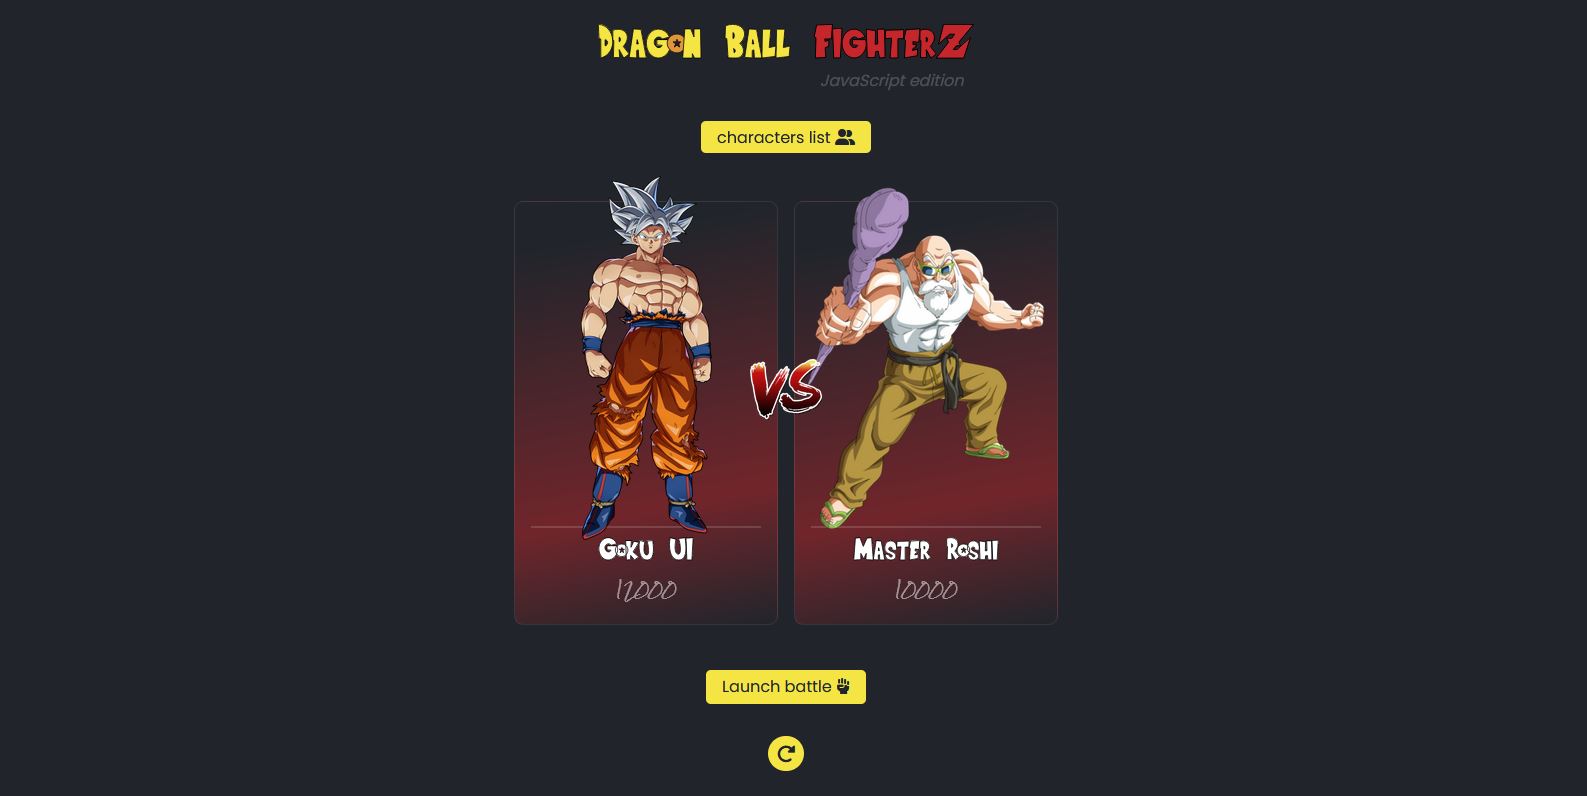 Dragon Ball FighterZ
JavaScript edition
characters list
VS
Goku UI
12000
Master Roshi
10000
Launch battle